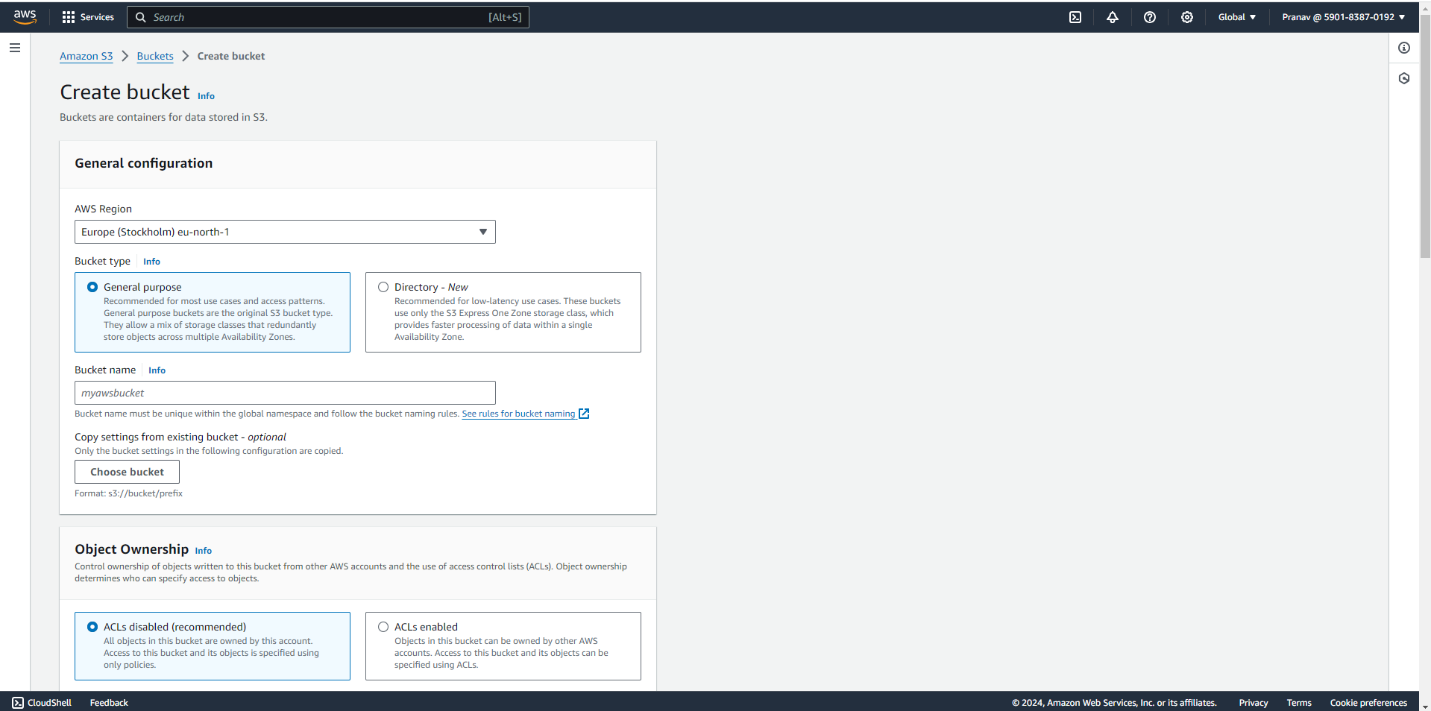 aws
Services
Search
[Alt+S]
Global
Pranav @ 5901-8387-0192
Amazon S3
Buckets
Create bucket
Create bucket Info
Buckets are containers for data stored in S3.
General configuration
AWS Region
Europe (Stockholm) eu-north-1
Bucket type Info
General purpose
Recommended for most use cases and access patterns.
General purpose buckets are the original S3 bucket type.
They allow a mix of storage classes that redundantly
store objects across multiple Availability Zones.
Directory - New
Recommended for low-latency use cases. These buckets
use only the S3 Express One Zone storage class, which
provides faster processing of data within a single
Availability Zone.
Bucket name Info
myawsbucket
Bucket name must be unique within the global namespace and follow the bucket naming rules. See rules for bucket naming
Copy settings from existing bucket - optional
Only the bucket settings in the following configuration are copied.
Choose bucket
Format: s3://bucket/prefix
Object Ownership Info
Control ownership of objects written to this bucket from other AWS accounts and the use of access control lists (ACLs). Object ownership
determines who can specify access to objects.
ACLs disabled (recommended)
All objects in this bucket are owned by this account.
Access to this bucket and its objects is specified using
only policies.
ACLs enabled
Objects in this bucket can be owned by other AWS
accounts. Access to this bucket and its objects can be
specified using ACLs.
CloudShell
Feedback
© 2024, Amazon Web Services, Inc. or its affiliates.
Privacy
Terms
Cookie preferences